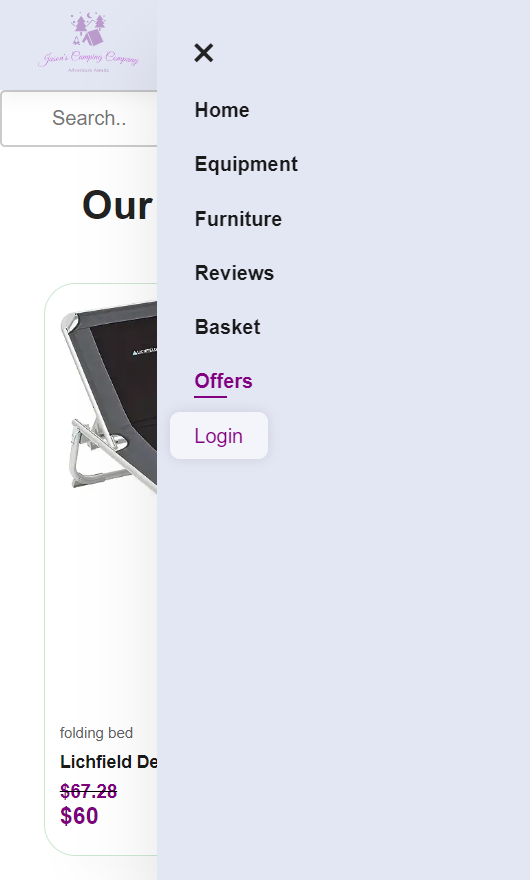 Jason's Camping Company
Adventure Awaits
Search..
Our
Home
Equipment
Furniture
Reviews
Basket
Offers
Login
folding bed
Lichfield De
$67.28
$60